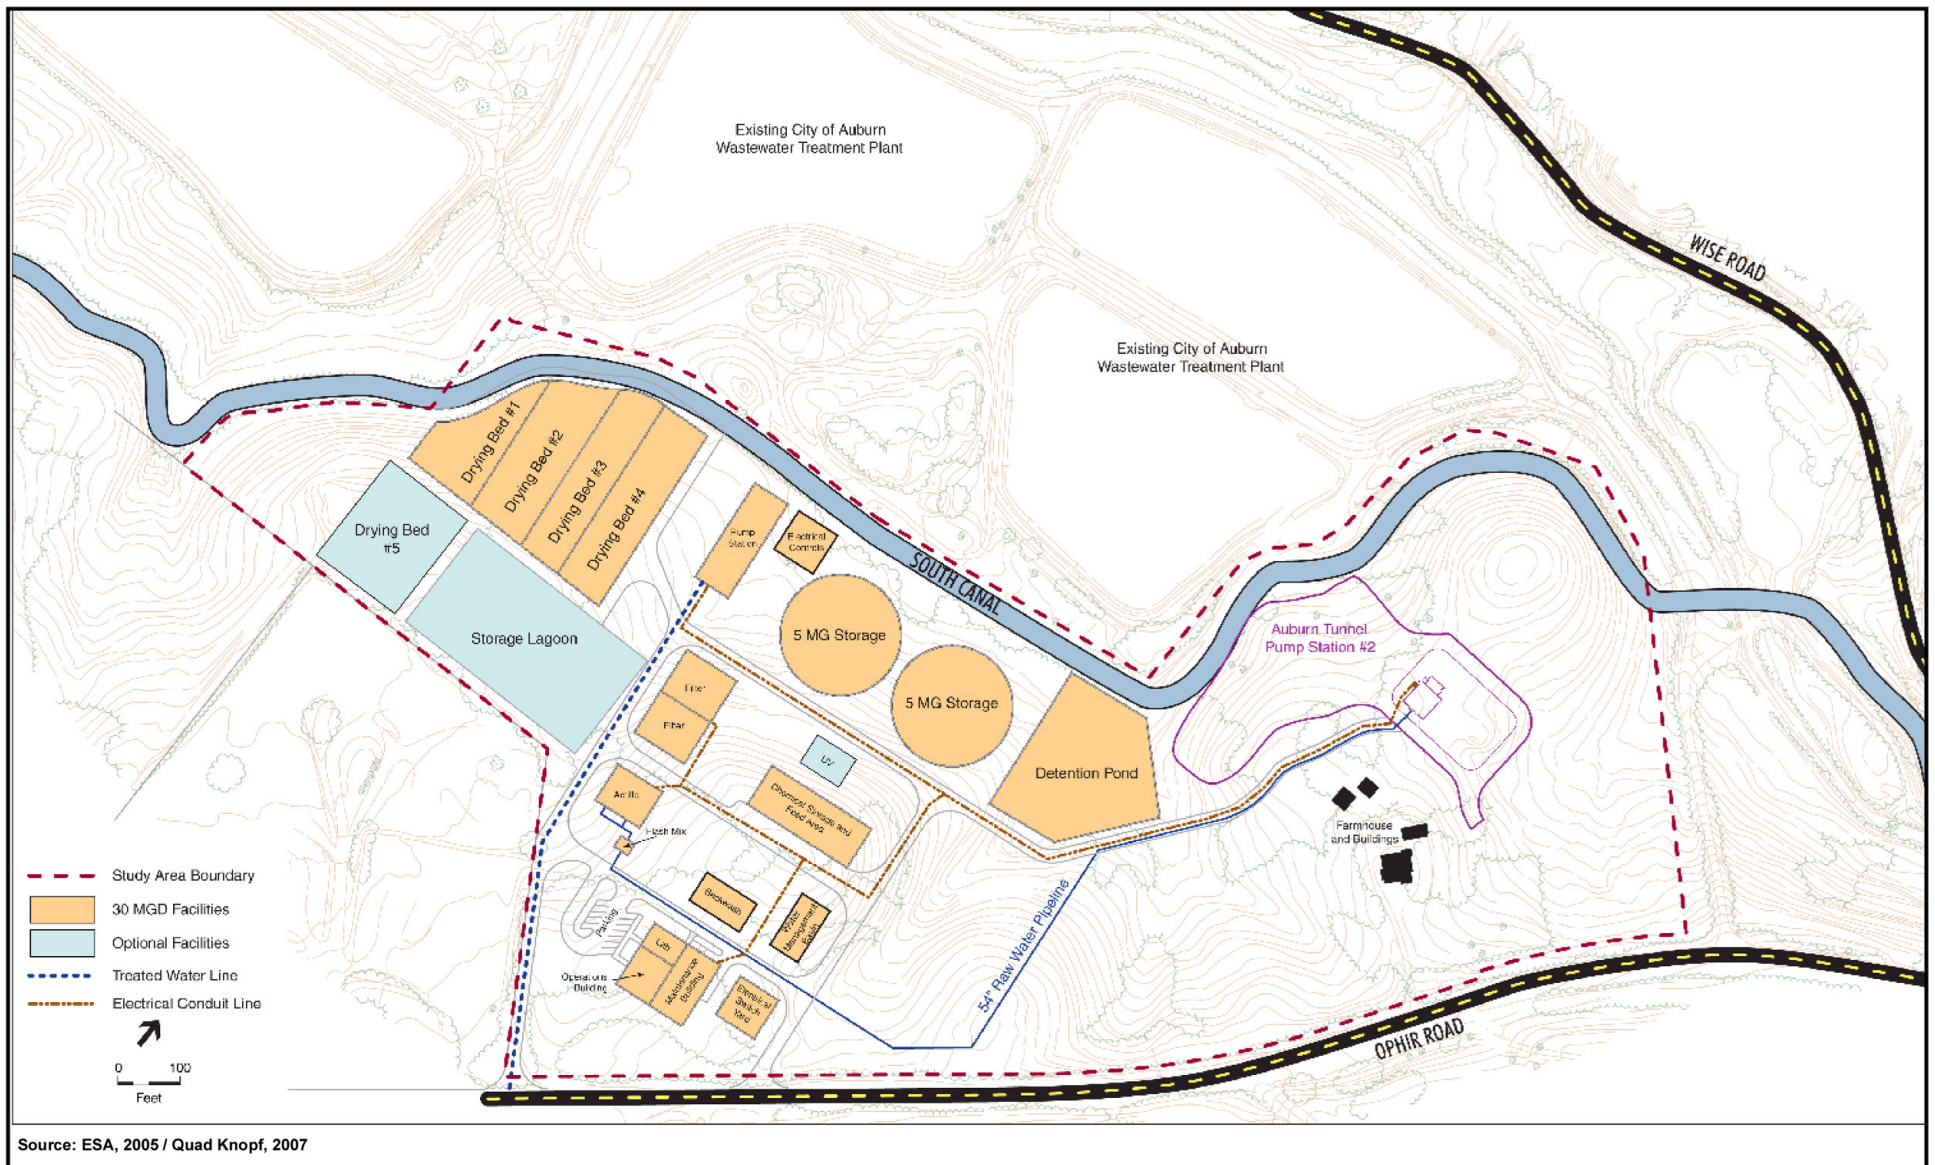 Existing City of Auburn
Wastewater Treatment Plant
WISE ROAD
Existing City of Auburn
Wastewater Treatment Plant
Drying Bed #1
Drying Bed #2
Drying Bed #3
Drying Bed #4
Drying Bed
#5
Storage Lagoon
Pump
Station
Electrical
Controls
SOUTH CANAL
5 MG Storage
5 MG Storage
Auburn Tunnel
Pump Station #2
Filter
Filter
UV
Detention Pond
Actiflo
Chemical Storage and
Feed Area
Flash Mix
Farmhouse
and Buildings
Backwash
Water
Management
Basin
Parking
Lab
Operations
Building
Maintenance
Building
Electrical
Switch
Yard
54" Raw Water Pipeline
OPHIR ROAD
Study Area Boundary
30 MGD Facilities
Optional Facilities
Treated Water Line
Electrical Conduit Line
0 100
Feet
Source: ESA, 2005 / Quad Knopf, 2007